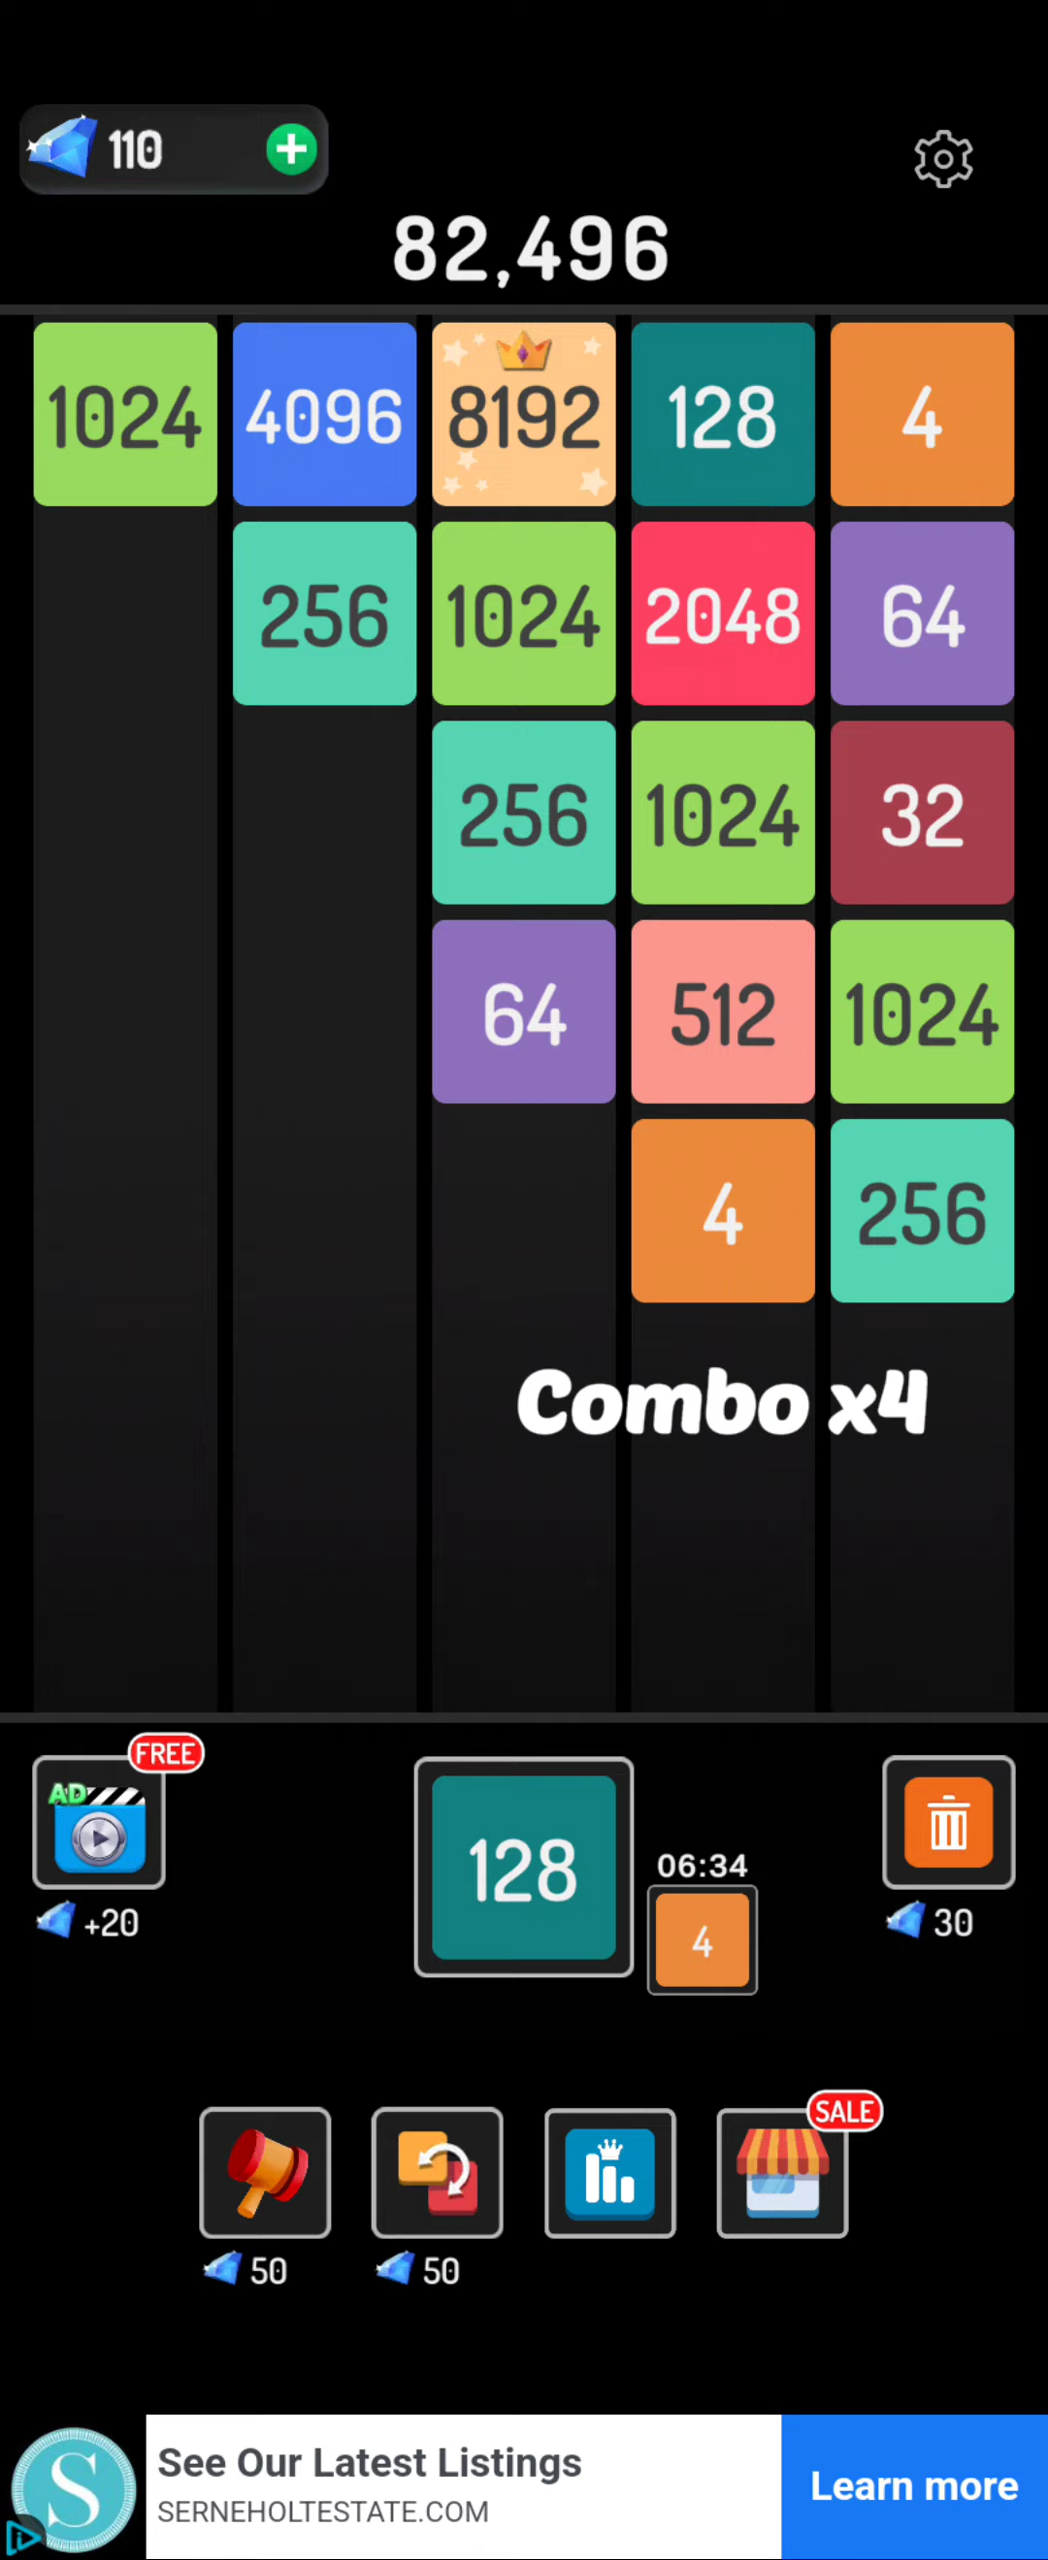 110
82,496
1024 4096 8192 128 4
256 1024 2048 64
256 1024 32
64 512 1024
4 256
Combo x4
FREE
AD
+20
128
06:34
4
30
SALE
50
50
S
See Our Latest Listings
SERNEHOLTESTATE.COM
Learn more